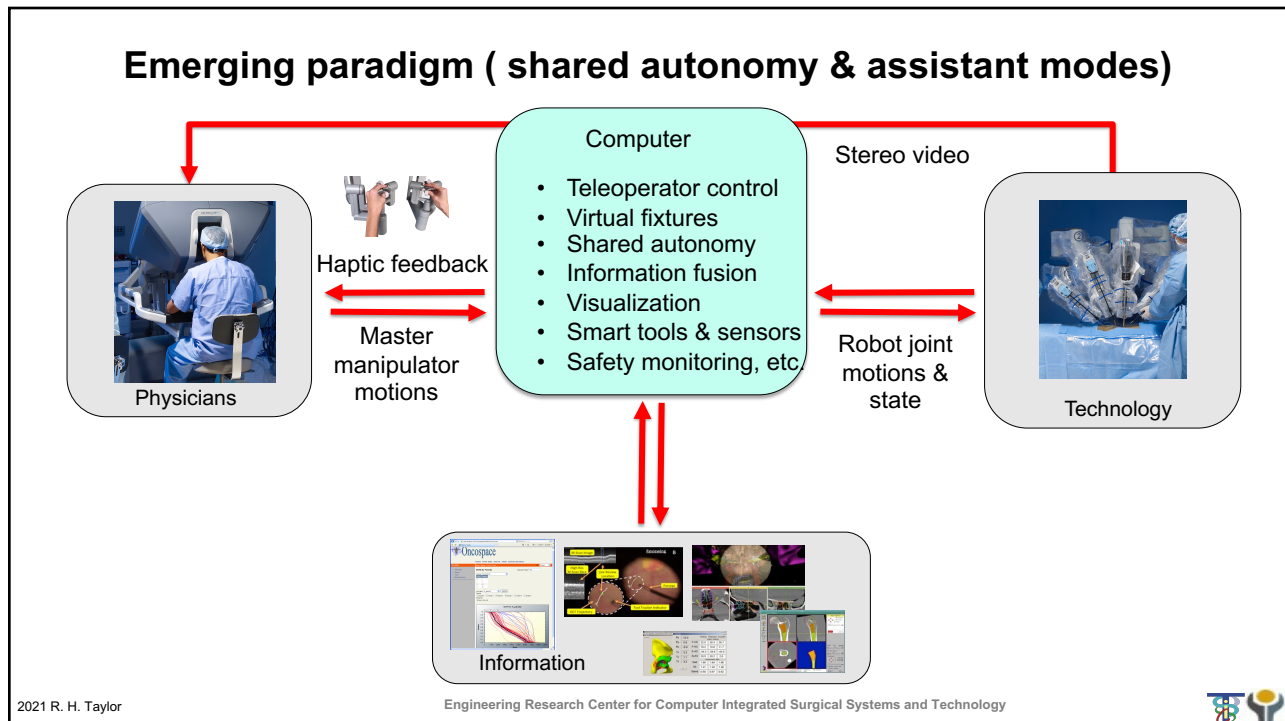 Emerging paradigm ( shared autonomy & assistant modes)
Computer
• Teleoperator control
• Virtual fixtures
• Shared autonomy
• Information fusion
• Visualization
• Smart tools & sensors
• Safety monitoring, etc.
Stereo video
Haptic feedback
Master
manipulator
motions
Physicians
Robot joint
motions &
state
Technology
Oncospace
Information
2021 R. H. Taylor
Engineering Research Center for Computer Integrated Surgical Systems and Technology